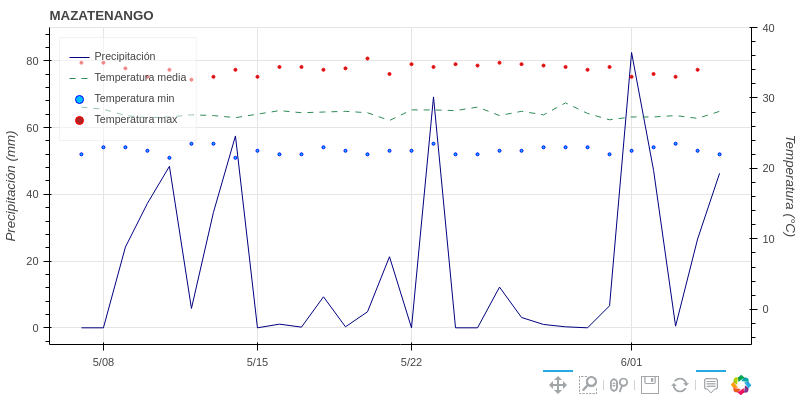 MAZATENANGO
Precipitación
Temperatura media
Temperatura min
Temperatura max
Precipitación (mm)
80
60
40
20
0
Temperatura (°C)
40
30
20
10
0
5/08
5/15
5/22
6/01